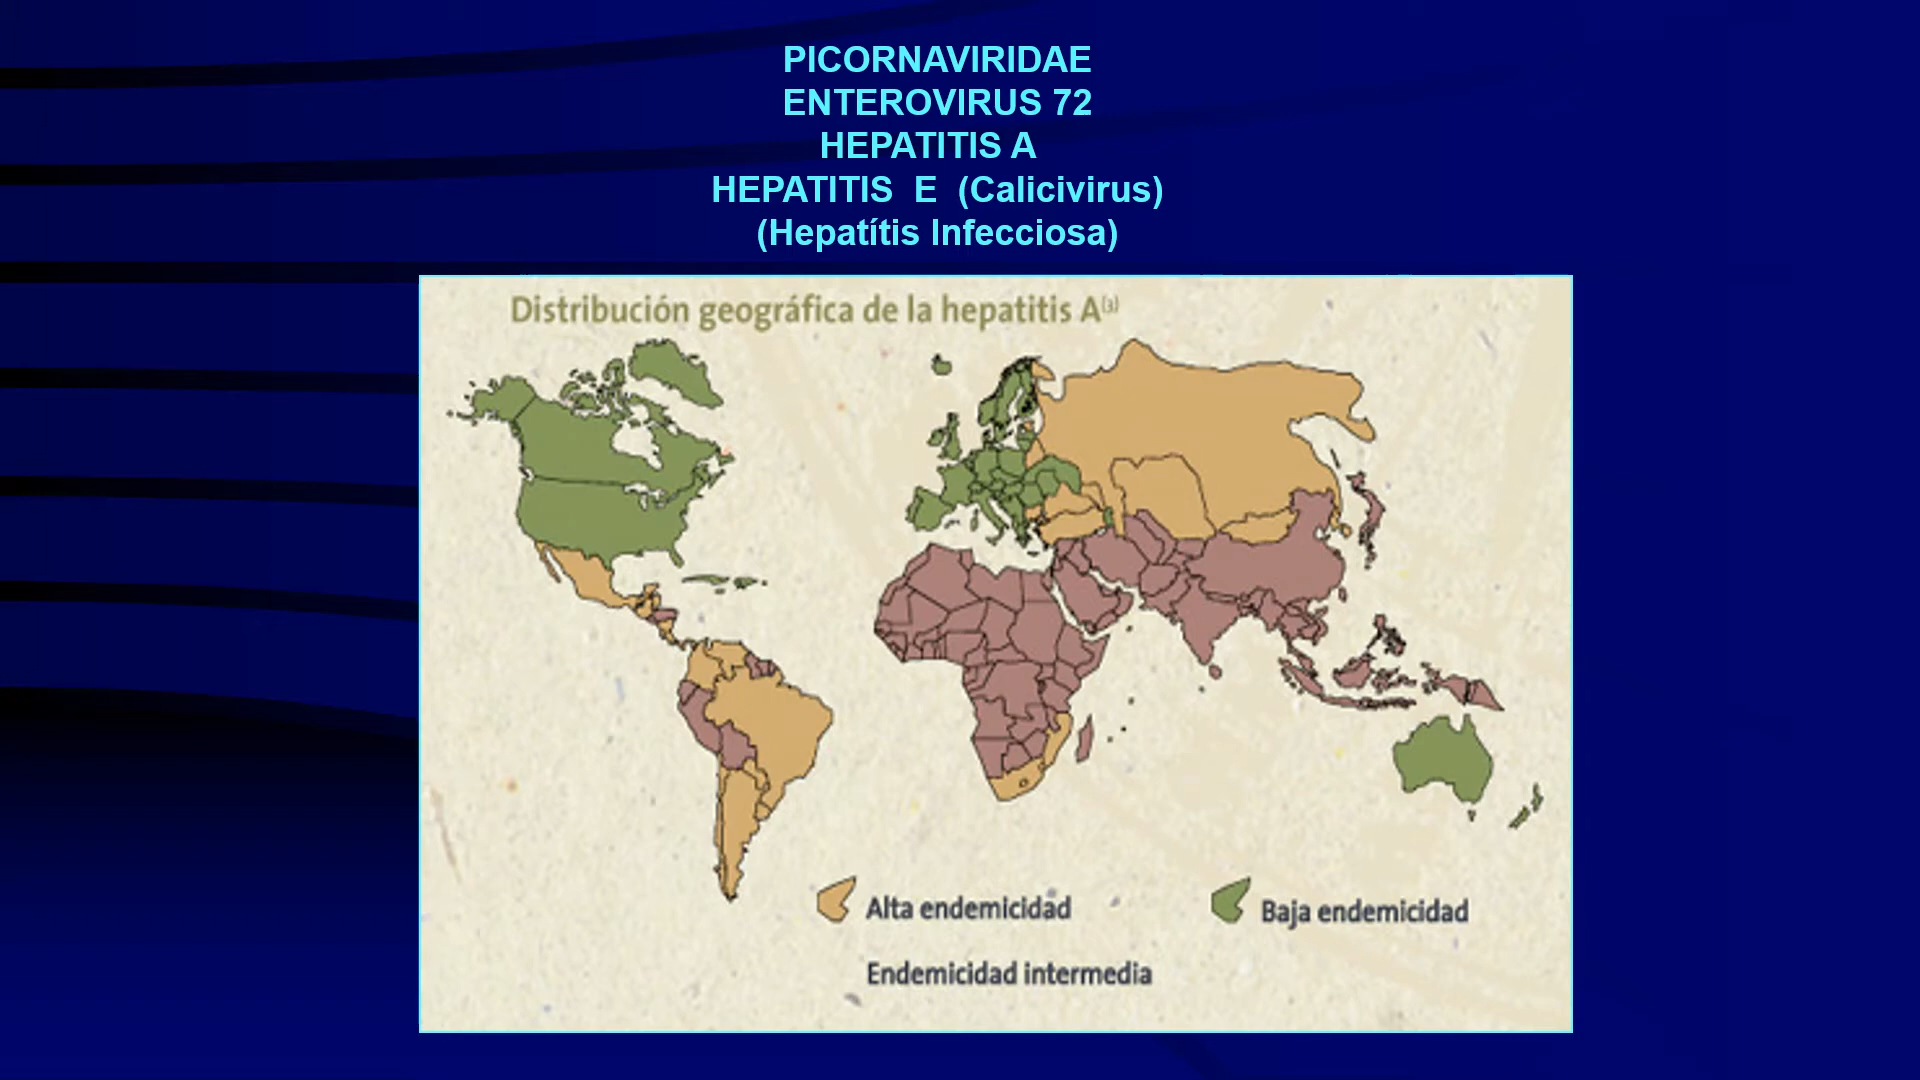 PICORNAVIRIDAE
ENTEROVIRUS 72
HEPATITIS A
HEPATITIS E (Calicivirus)
(Hepatítis Infecciosa)
Distribución geográfica de la hepatitis A(3)
Alta endemicidad
Baja endemicidad
Endemicidad intermedia